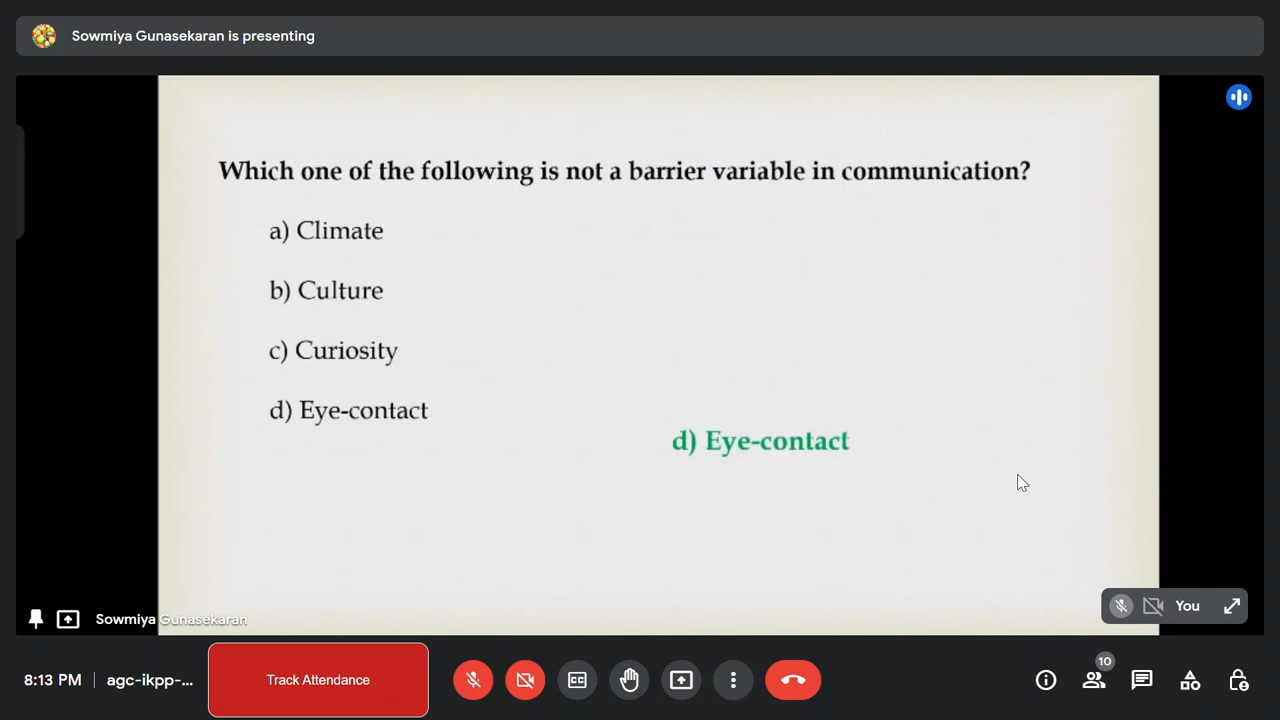 Sowmiya Gunasekaran is presenting
Which one of the following is not a barrier variable in communication?
a) Climate
b) Culture
c) Curiosity
d) Eye-contact
d) Eye-contact
Sowmiya Gunasekaran
You
8:13 PM | agc-ikpp-...
Track Attendance
CC
10